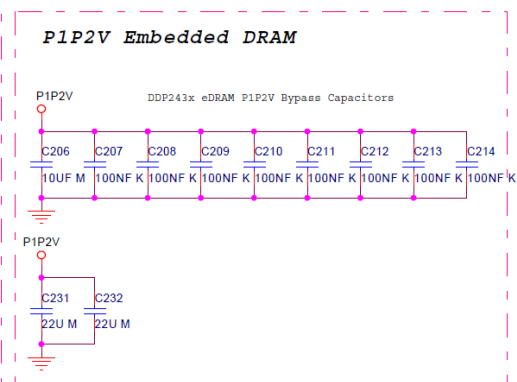 P1P2V Embedded DRAM
P1P2V
DDP243x eDRAM P1P2V Bypass Capacitors
C206 C207 C208 C209 C210 C211 C212 C213 C214
10UF M 100NF K 100NF K 100NF K 100NF K 100NF K 100NF K 100NF K 100NF K
P1P2V
C231 C232
22U M 22U M